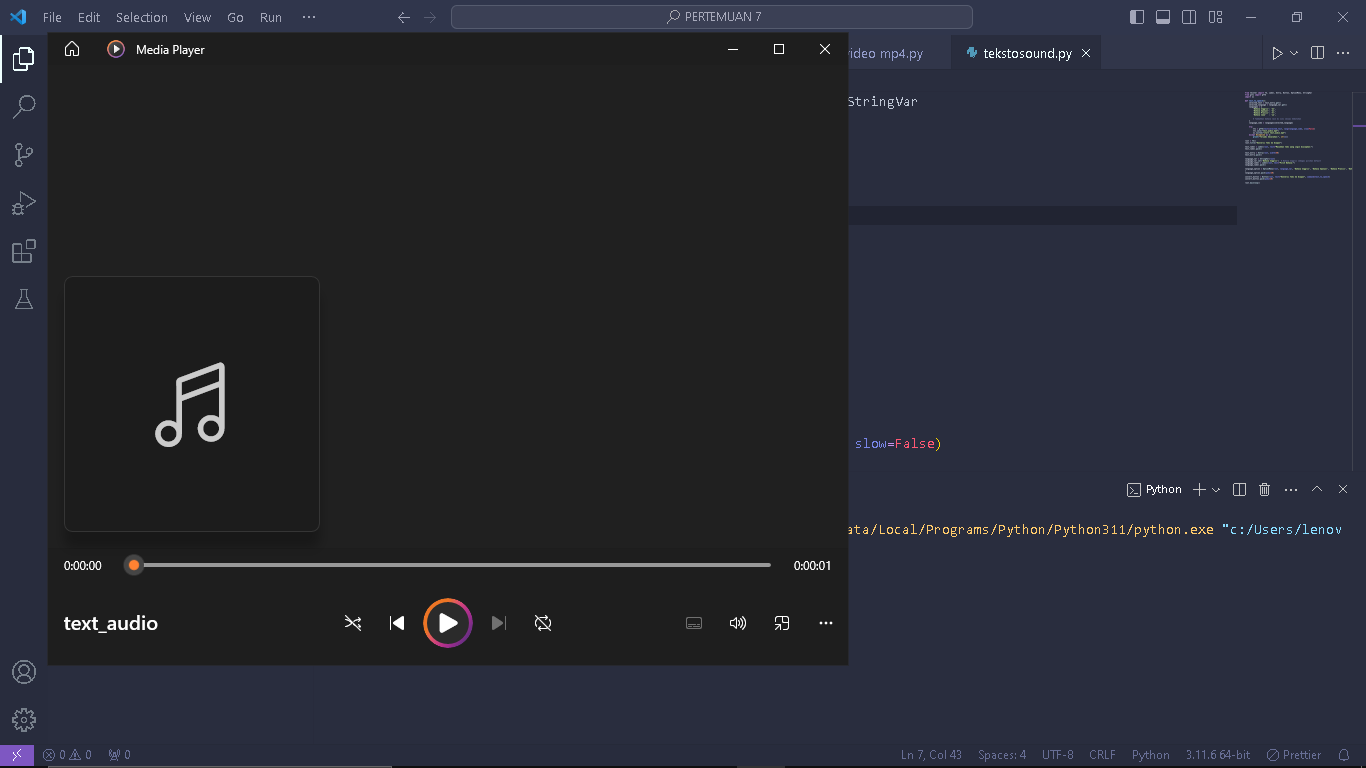 File Edit Selection View Go Run ··· PERTEMUAN 7
Media Player
video mp4.py tekstosound.py
StringVar
slow=False)
Python
ata/Local/Programs/Python/Python311/python.exe "c:/Users/lenov
0:00:00 0:00:01
text_audio
0 0 0 Ln 7, Col 43 Spaces: 4 UTF-8 CRLF Python 3.11.6 64-bit Prettier